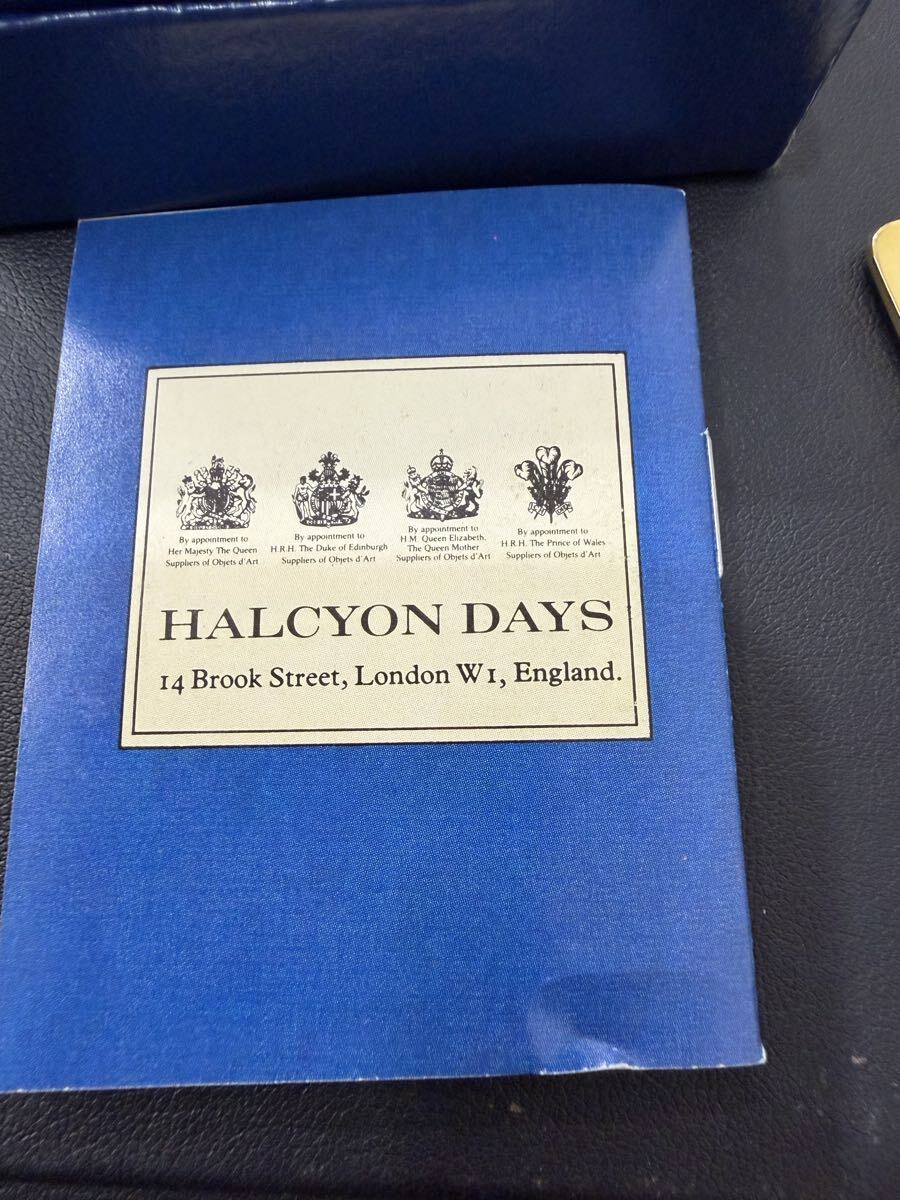 By appointment to
Her Majesty The Queen
Suppliers of Objets d'Art
By appointment to
H.R.H. The Duke of Edinburgh
Suppliers of Objets d'Art
By appointment to
H.M. Queen Elizabeth,
The Queen Mother
Suppliers of Objets d'Art
By appointment to
H.R.H. The Prince of Wales
Suppliers of Objets d'Art
HALCYON DAYS
14 Brook Street, London W1, England.